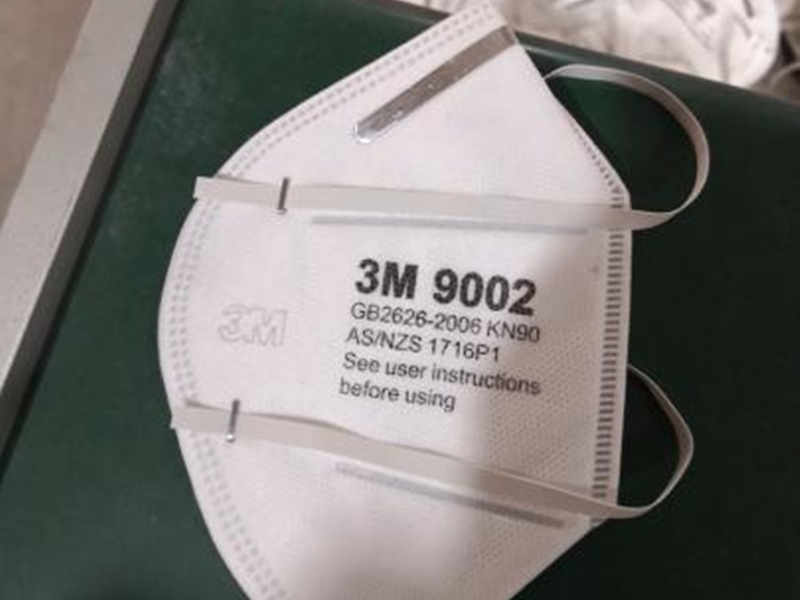 3M 9002
GB2626-2006 KN90
AS/NZS 1716P1
See user instructions
before using
3M